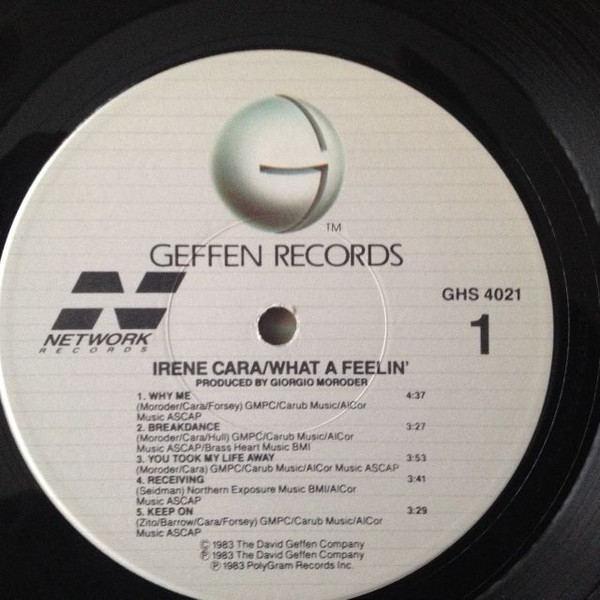 G
TM
GEFFEN RECORDS
N
NETWORK
RECORDS
GHS 4021
1
IRENE CARA/WHAT A FEELIN'
PRODUCED BY GIORGIO MORODER
1. WHY ME 4:37
(Moroder/Cara/Forsey) GMPC/Carub Music/AlCor
Music ASCAP
2. BREAKDANCE 3:27
(Moroder/Cara/Hull) GMPC/Carub Music/AlCor
Music ASCAP/Brass Heart Music BMI
3. YOU TOOK MY LIFE AWAY 3:53
(Moroder/Cara) GMPC/Carub Music/AlCor Music ASCAP
4. RECEIVING 3:41
(Seidman) Northern Exposure Music BMI/AlCor
Music ASCAP
5. KEEP ON 3:29
(Zito/Barrow/Cara/Forsey) GMPC/Carub Music/AlCor
Music ASCAP
© 1983 The David Geffen Company
℗ 1983 The David Geffen Company
℗ 1983 PolyGram Records Inc.